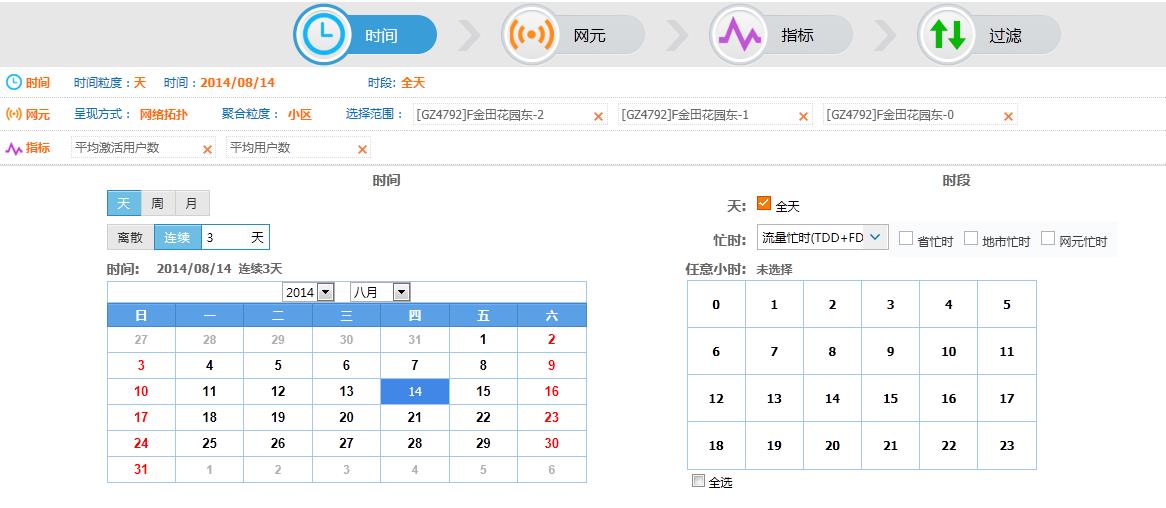 时间 网元 指标 过滤
时间 时间粒度：天 时间：2014/08/14 时段: 全天
网元 呈现方式： 网络拓扑 聚合粒度： 小区 选择范围： [GZ4792]F金田花园东-2 [GZ4792]F金田花园东-1 [GZ4792]F金田花园东-0
指标 平均激活用户数 平均用户数
时间 时段
天 周 月
天: 全天
离散 连续 3 天
忙时: 流量忙时(TDD+FD 省忙时 地市忙时 网元忙时
时间: 2014/08/14 连续3天
任意小时: 未选择
2014 八月
日 一 二 三 四 五 六
27 28 29 30 31 1 2
3 4 5 6 7 8 9
10 11 12 13 14 15 16
17 18 19 20 21 22 23
24 25 26 27 28 29 30
31 1 2 3 4 5 6
0 1 2 3 4 5
6 7 8 9 10 11
12 13 14 15 16 17
18 19 20 21 22 23
全选